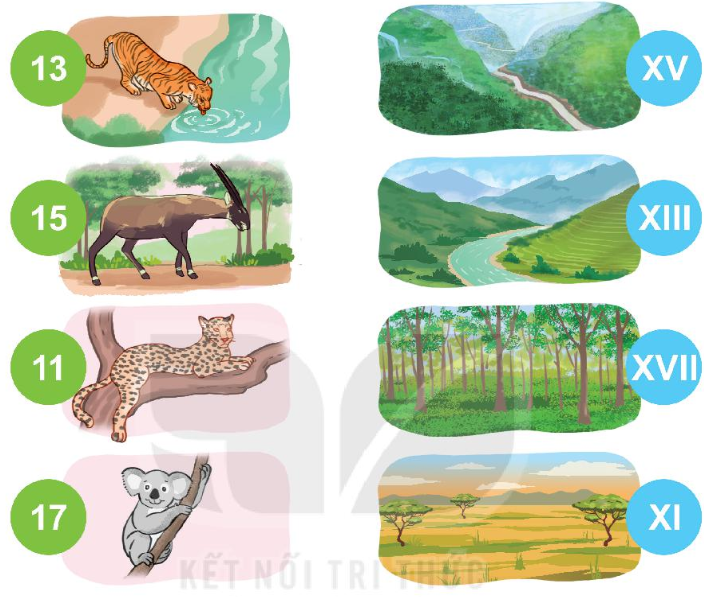 13 XV
15 XIII
11 XVII
17 XI
KẾT NỐI TRI THỨC